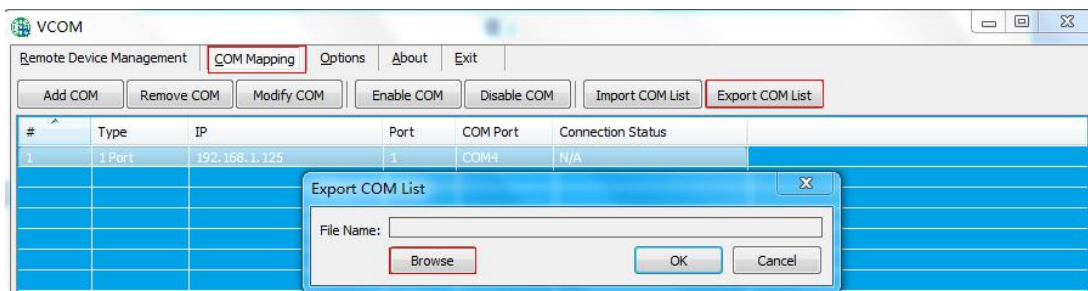 VCOM
Remote Device Management COM Mapping Options About Exit
Add COM Remove COM Modify COM Enable COM Disable COM Import COM List Export COM List
# Type IP Port COM Port Connection Status
1 1 Port 192.168.1.125 1 COM4 N/A
Export COM List
File Name:
Browse OK Cancel